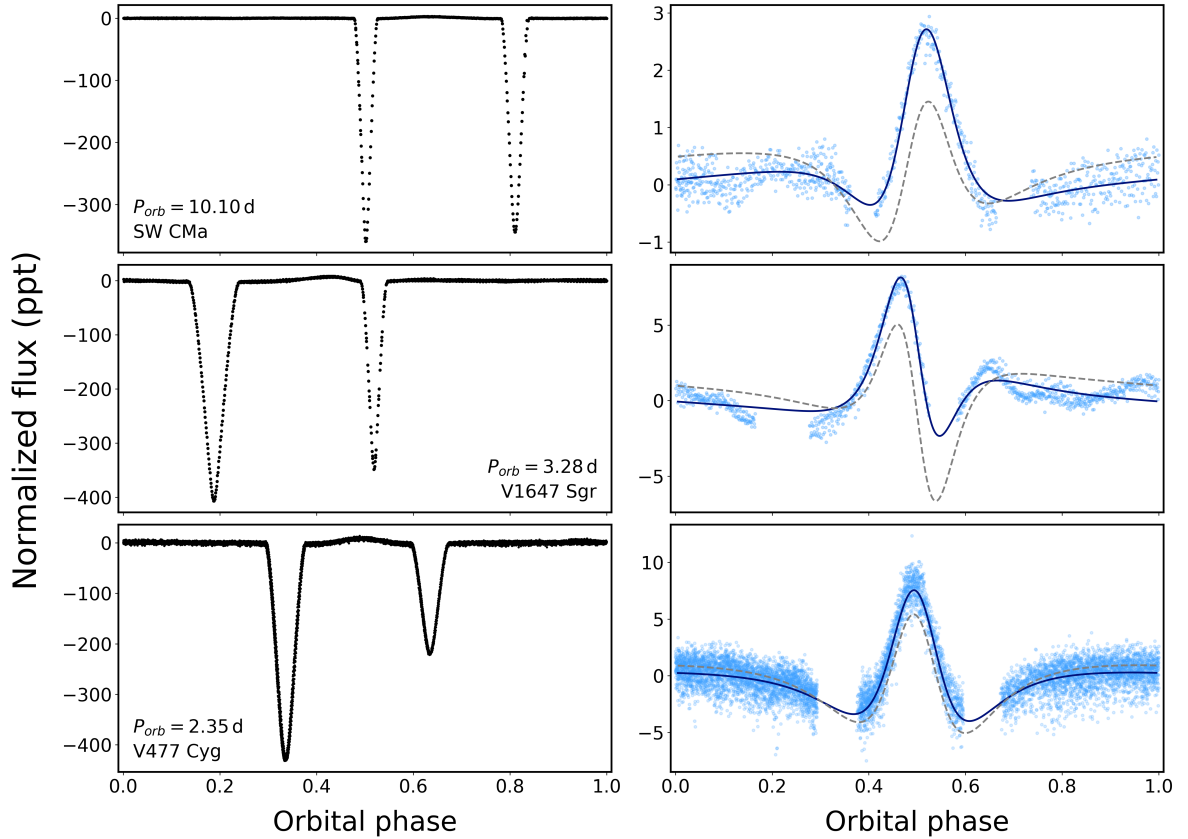 Normalized flux (ppt)
0
−100
−200
−300
P_orb = 10.10 d
SW CMa
3
2
1
0
−1
0
−100
−200
−300
−400
P_orb = 3.28 d
V1647 Sgr
5
0
−5
0
−100
−200
−300
−400
P_orb = 2.35 d
V477 Cyg
0.0 0.2 0.4 0.6 0.8 1.0
Orbital phase
10
5
0
−5
0.0 0.2 0.4 0.6 0.8 1.0
Orbital phase